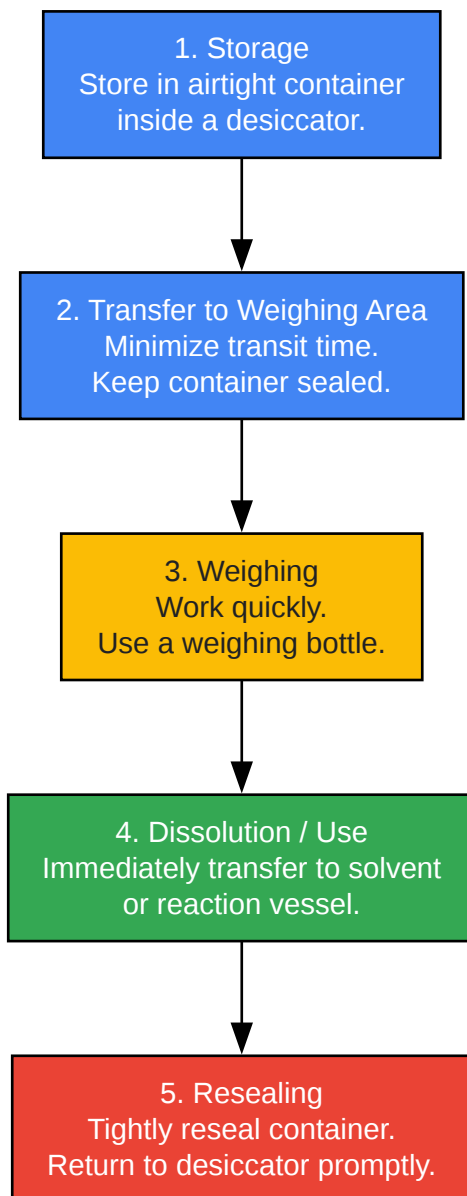 1. Storage
Store in airtight container
inside a desiccator.
2. Transfer to Weighing Area
Minimize transit time.
Keep container sealed.
3. Weighing
Work quickly.
Use a weighing bottle.
4. Dissolution / Use
Immediately transfer to solvent
or reaction vessel.
5. Resealing
Tightly reseal container.
Return to desiccator promptly.